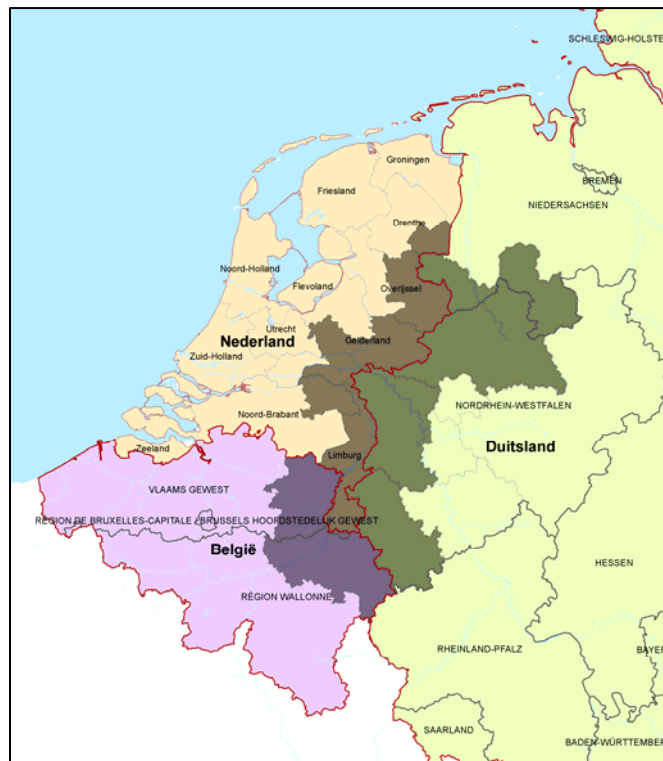 SCHLESWIG-HOLSTE
Groningen
Friesland
BREMEN
NIEDERSACHSEN
Drenthe
Noord-Holland
Flevoland
Overijssel
Utrecht
Nederland
Gelderland
Zuid-Holland
NORDRHEIN-WESTFALEN
Noord-Brabant
Duitsland
Zeeland
Limburg
VLAAMS GEWEST
RÉGION DE BRUXELLES-CAPITALE / BRUSSELS HOOFDSTEDELIJK GEWEST
België
HESSEN
RÉGION WALLONNE
RHEINLAND-PFALZ
BAYE
SAARLAND
BADEN-WÜRTTEMBER